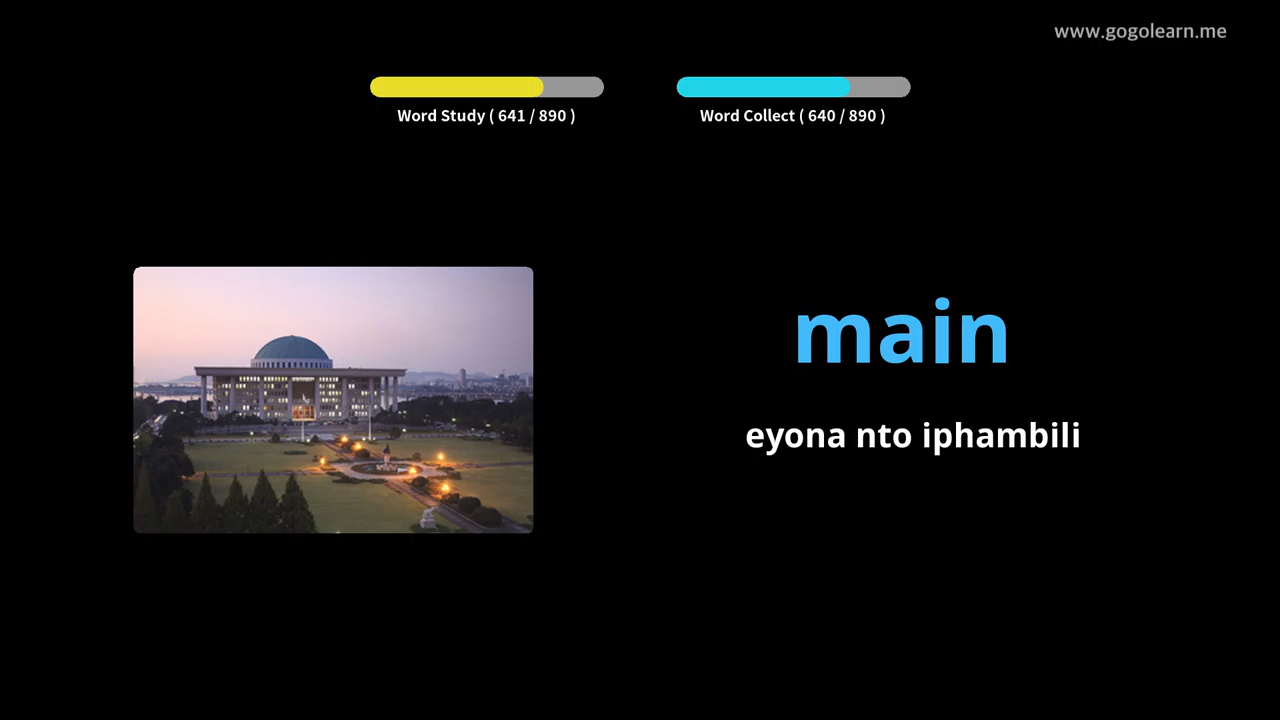 www.gogolearn.me
Word Study ( 641 / 890 )
Word Collect ( 640 / 890 )
main
eyona nto iphambili